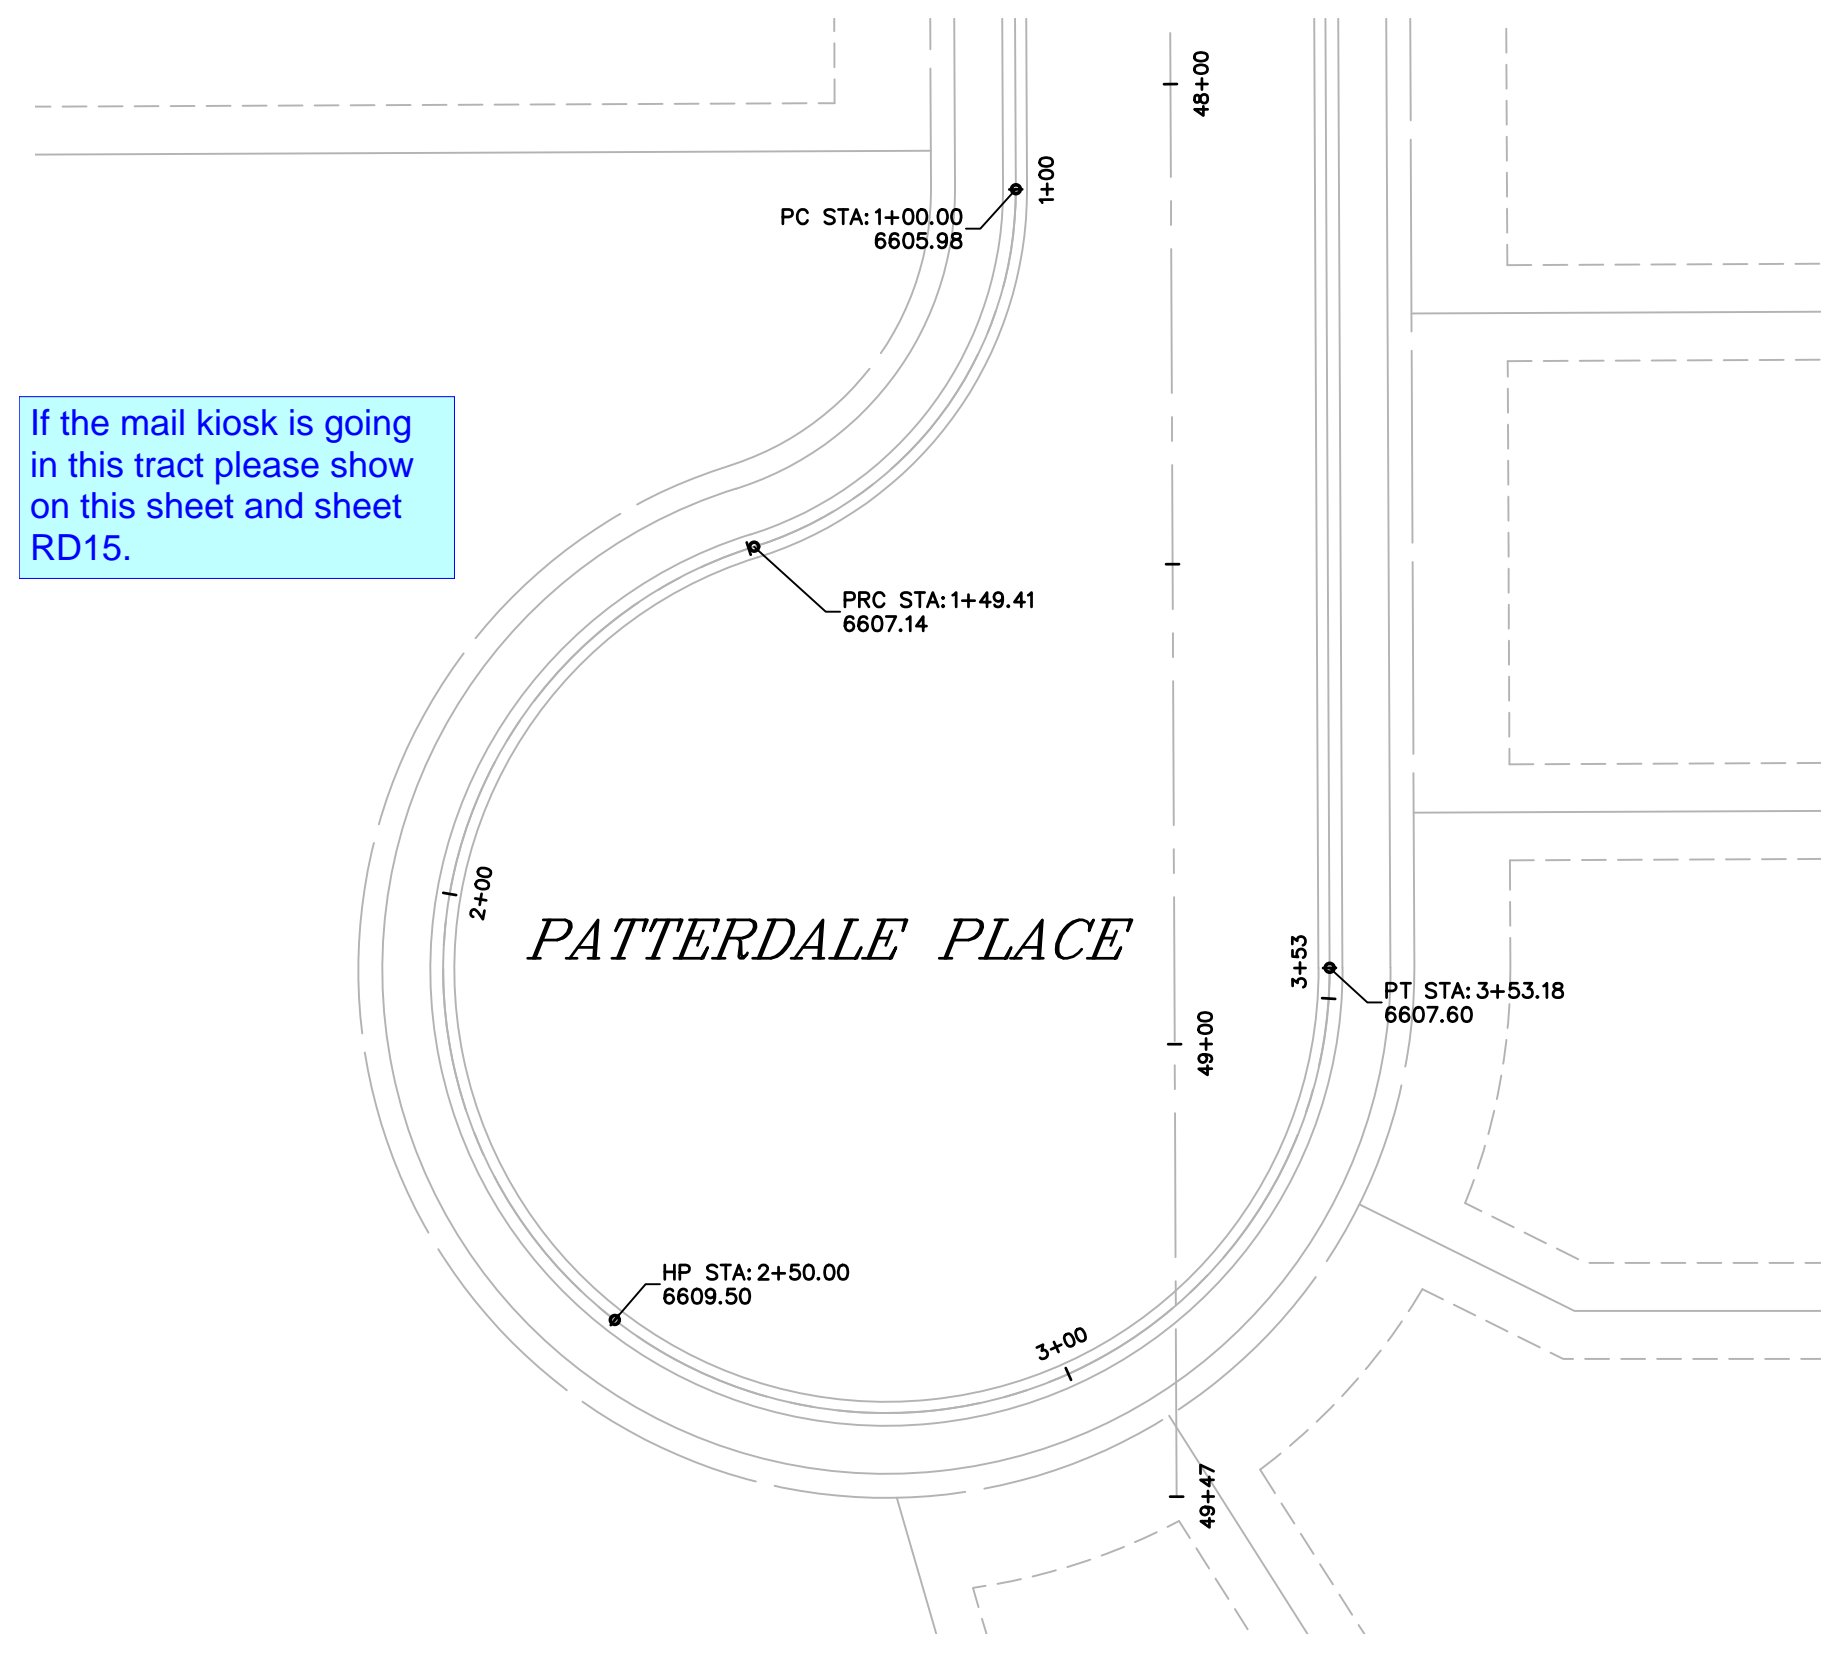 48+00
1+00
PC STA:1+00.00
6605.98
If the mail kiosk is going
in this tract please show
on this sheet and sheet
RD15.
PRC STA:1+49.41
6607.14
2+00
PATTERDALE PLACE
3+53
PT STA:3+53.18
6607.60
49+00
HP STA:2+50.00
6609.50
3+00
49+47